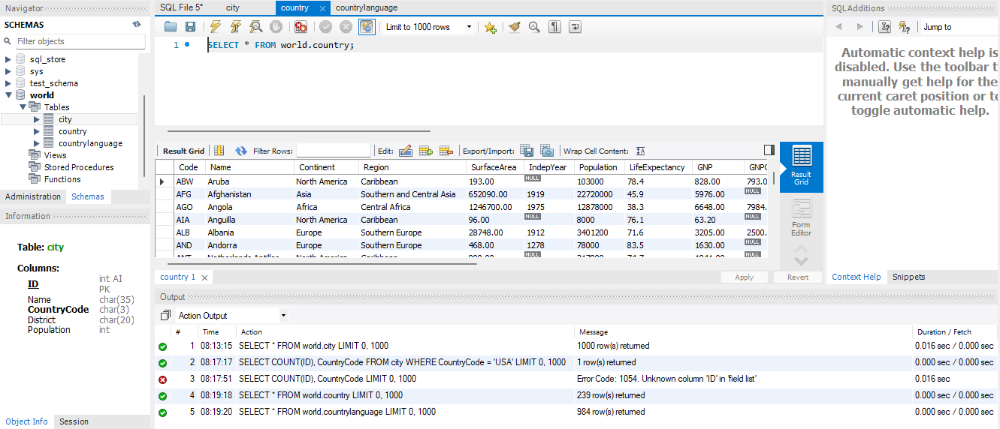 Navigator
SCHEMAS
Filter objects
sql_store
sys
test_schema
world
Tables
city
country
countrylanguage
Views
Stored Procedures
Functions
Administration Schemas
Information
Table: city
Columns:
ID int AI PK
Name char(35)
CountryCode char(3)
District char(20)
Population int
Object Info Session
SQL File 5* city country countrylanguage
Limit to 1000 rows
1 SELECT * FROM world.country;
Result Grid Filter Rows: Edit: Export/Import: Wrap Cell Content: IA
Code Name Continent Region SurfaceArea IndepYear Population LifeExpectancy GNP
ABW Aruba North America Caribbean 193.00 NULL 103000 78.4 828.00 793.0
AFG Afghanistan Asia Southern and Central Asia 652090.00 1919 22720000 45.9 5976.00 NULL
AGO Angola Africa Central Africa 1246700.00 1975 12878000 38.3 6648.00 7984.
AIA Anguilla North America Caribbean 96.00 NULL 8000 76.1 63.20 NULL
ALB Albania Europe Southern Europe 28748.00 1912 3401200 71.6 3205.00 2500.
AND Andorra Europe Southern Europe 468.00 1278 78000 83.5 1630.00 NULL
NULL NULL
Result Grid
Form Editor
country 1 Apply Revert
Output
Action Output
# Time Action Message Duration / Fetch
1 08:13:15 SELECT * FROM world.city LIMIT 0, 1000 1000 row(s) returned 0.016 sec / 0.000 sec
2 08:17:17 SELECT COUNT(ID), CountryCode FROM city WHERE CountryCode = 'USA' LIMIT 0, 1000 1 row(s) returned 0.000 sec / 0.000 sec
3 08:17:51 SELECT COUNT(ID), CountryCode LIMIT 0, 1000 Error Code: 1054. Unknown column 'ID' in 'field list' 0.016 sec
4 08:19:18 SELECT * FROM world.country LIMIT 0, 1000 239 row(s) returned 0.000 sec / 0.000 sec
5 08:19:20 SELECT * FROM world.countrylanguage LIMIT 0, 1000 984 row(s) returned 0.000 sec / 0.000 sec
SQLAdditions
Jump to
Automatic context help is
disabled. Use the toolbar t
manually get help for the
current caret position or to
toggle automatic help.
Context Help Snippets